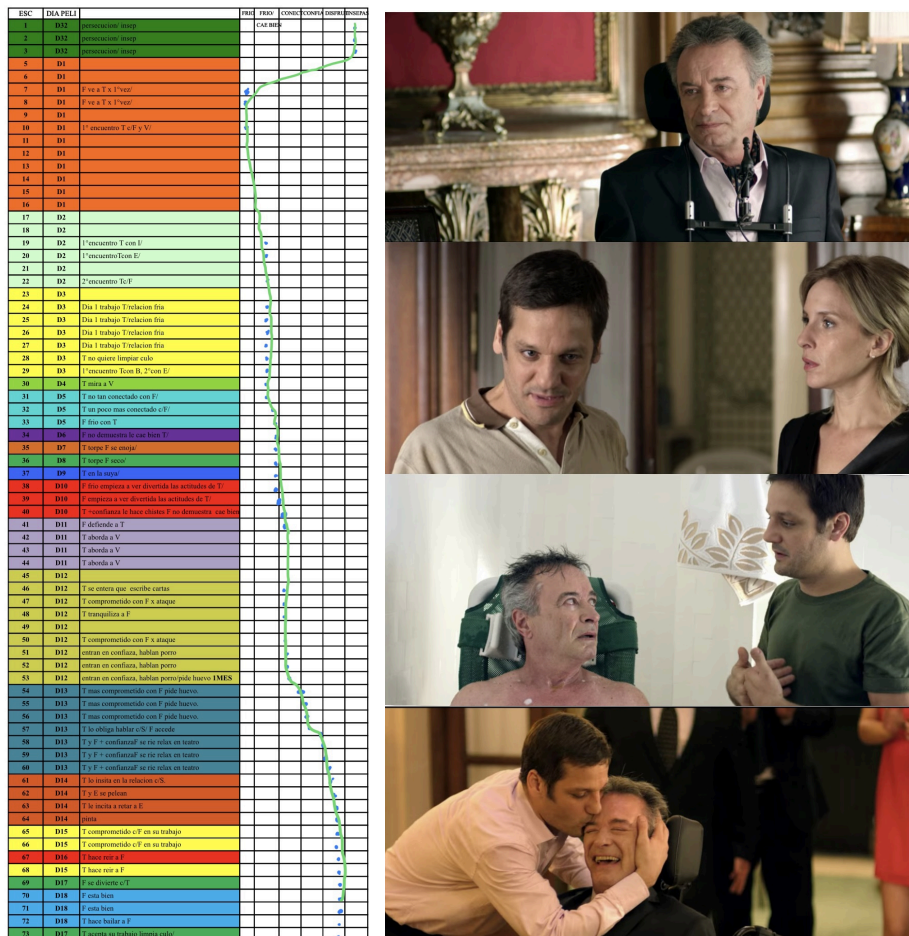 ESC DIA PELI FRIO FRIO/ CAE BIEN CONECT CONFIA DISFRU INSEPA
1 D32 persecucion/ insep
2 D32 persecucion/ insep
3 D32 persecucion/ insep
5 D1
6 D1
7 D1 F ve a T x 1°vez/
8 D1 F ve a T x 1°vez/
9 D1
10 D1 1° encuentro T c/F y V/
11 D1
12 D1
13 D1
14 D1
15 D1
16 D1
17 D2
18 D2
19 D2 1°encuentro T con I/
20 D2 1°encuentroTcon E/
21 D2
22 D2 2°encuentro Tc/F
23 D3
24 D3 Dia 1 trabajo T/relacion fria
25 D3 Dia 1 trabajo T/relacion fria
26 D3 Dia 1 trabajo T/relacion fria
27 D3 Dia 1 trabajo T/relacion fria
28 D3 T no quiere limpiar culo
29 D3 1°encuentro Tcon B, 2°con E/
30 D4 T mira a V
31 D5 T no tan conectado con F/
32 D5 T un poco mas conectado c/F/
33 D5 F frio con T
34 D6 F no demuestra le cae bien T/
35 D7 T torpe F se enoja/
36 D8 T torpe F seco/
37 D9 T en la suya/
38 D10 F frio empieza a ver divertida las actitudes de T/
39 D10 F empieza a ver divertida las actitudes de T/
40 D10 T +confianza le hace chistes F no demuestra cae bien
41 D11 F defiende a T
42 D11 T aborda a V
43 D11 T aborda a V
44 D11 T aborda a V
45 D12
46 D12 T se entera que escribe cartas
47 D12 T comprometido con F x ataque
48 D12 T tranquiliza a F
49 D12
50 D12 T comprometido con F x ataque
51 D12 entran en confiaza, hablan porro
52 D12 entran en confiaza, hablan porro
53 D12 entran en confiaza, hablan porro/pide huevo 1MES
54 D13 T mas comprometido con F pide huevo.
55 D13 T mas comprometido con F pide huevo.
56 D13 T mas comprometido con F pide huevo.
57 D13 T lo obliga hablar c/S/ F accede
58 D13 T y F + confianzaF se rie relax en teatro
59 D13 T y F + confianzaF se rie relax en teatro
60 D13 T y F + confianzaF se rie relax en teatro
61 D14 T lo insita en la relacion c/S.
62 D14 T y E se pelean
63 D14 T le incita a retar a E
64 D14 pinta
65 D15 T comprometido c/F en su trabajo
66 D15 T comprometido c/F en su trabajo
67 D16 T hace reir a F
68 D15 T hace reir a F
69 D17 F se divierte c/T
70 D18 F esta bien
71 D18 F esta bien
72 D18 T hace bailar a F
73 D17 T acepta su trabajo limpia culo/